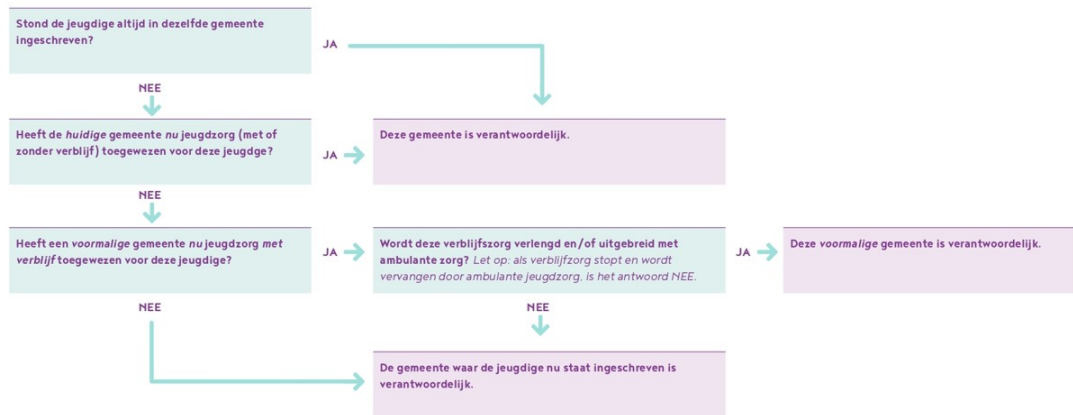 Stond de jeugdige altijd in dezelfde gemeente
ingeschreven?
JA
NEE
Heeft de huidige gemeente nu jeugdzorg (met of
zonder verblijf) toegewezen voor deze jeugdge?
JA
Deze gemeente is verantwoordelijk.
NEE
Heeft een voormalige gemeente nu jeugdzorg met
verblijf toegewezen voor deze jeugdige?
JA
Wordt deze verblijfszorg verlengd en/of uitgebreid met
ambulante zorg? Let op: als verblijfzorg stopt en wordt
vervangen door ambulante jeugdzorg, is het antwoord NEE.
JA
Deze voormalige gemeente is verantwoordelijk.
NEE
NEE
De gemeente waar de jeugdige nu staat ingeschreven is
verantwoordelijk.